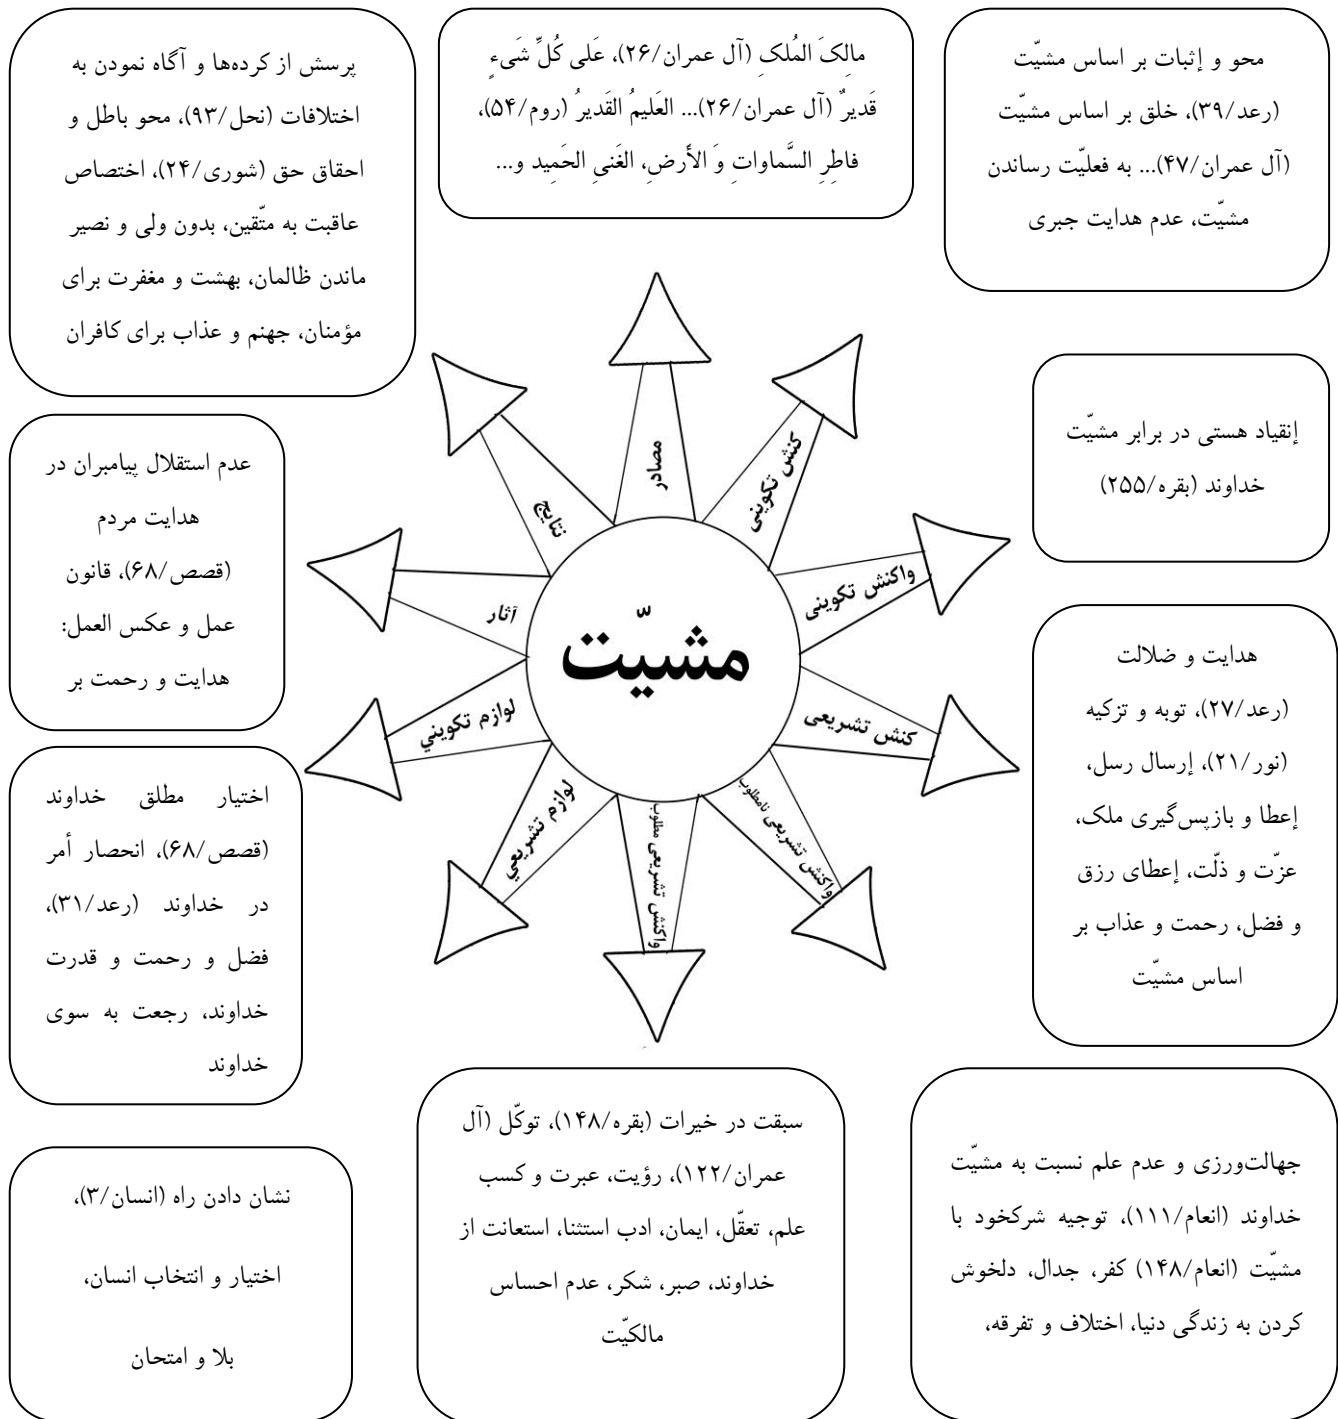 محو و إثبات بر اساس مشیّت
(رعد/۳۹)، خلق بر اساس مشیّت
(آل عمران/۴۷)... به فعلیّت رساندن
مشیّت، عدم هدایت جبری
مالِکَ المُلکِ (آل عمران/۲۶)، عَلی کُلِّ شَیءٍ
قَدیرٌ (آل عمران/۲۶)... العَلیمُ القَدیرُ (روم/۵۴)،
فاطِرِ السَّماواتِ وَ الأرضِ، الغَنیِ الحَمِید و...
پرسش از کرده‌ها و آگاه نمودن به
اختلافات (نحل/۹۳)، محو باطل و
احقاق حق (شوری/۲۴)، اختصاص
عاقبت به متّقین، بدون ولی و نصیر
ماندن ظالمان، بهشت و مغفرت برای
مؤمنان، جهنم و عذاب برای کافران
إنقیاد هستی در برابر مشیّت
خداوند (بقره/۲۵۵)
عدم استقلال پیامبران در
هدایت مردم
(قصص/۶۸)، قانون
عمل و عکس العمل:
هدایت و رحمت بر
مصادر
کنش تکوینی
واکنش تکوینی
کنش تشریعی
واکنش تشریعی نامطلوب
واکنش تشریعی مطلوب
لوازم تشریعي
لوازم تکویني
آثار
نتایج
مشیّت
هدایت و ضلالت
(رعد/۲۷)، توبه و تزکیه
(نور/۲۱)، إرسال رسل،
إعطا و بازپس‌گیری ملک،
عزّت و ذلّت، إعطای رزق
و فضل، رحمت و عذاب بر
اساس مشیّت
اختیار مطلق خداوند
(قصص/۶۸)، انحصار أمر
در خداوند (رعد/۳۱)،
فضل و رحمت و قدرت
خداوند، رجعت به سوی
خداوند
جهالت‌ورزی و عدم علم نسبت به مشیّت
خداوند (انعام/۱۱۱)، توجیه شرکخود با
مشیّت (انعام/۱۴۸) کفر، جدال، دلخوش
کردن به زندگی دنیا، اختلاف و تفرقه،
سبقت در خیرات (بقره/۱۴۸)، توکّل (آل
عمران/۱۲۲)، رؤیت، عبرت و کسب
علم، تعقّل، ایمان، ادب استثنا، استعانت از
خداوند، صبر، شکر، عدم احساس
مالکیّت
نشان دادن راه (انسان/۳)،
اختیار و انتخاب انسان،
بلا و امتحان